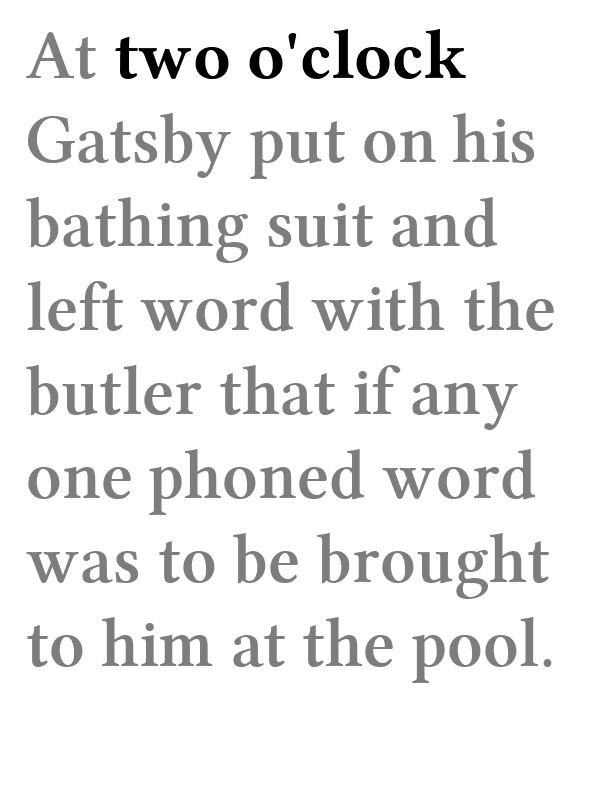 At two o'clock
Gatsby put on his
bathing suit and
left word with the
butler that if any
one phoned word
was to be brought
to him at the pool.